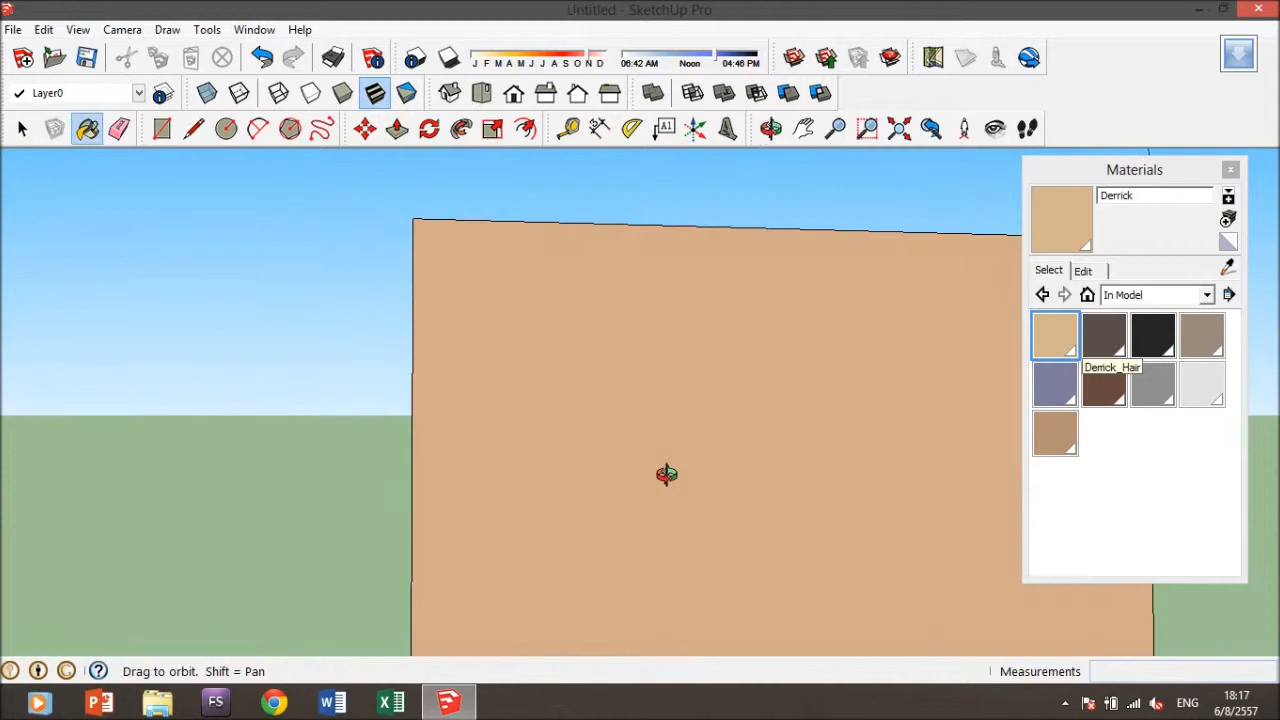 Untitled - SketchUp Pro
File Edit View Camera Draw Tools Window Help
J F M A M J J A S O N D 06:42 AM Noon 04:46 PM
Layer0
A1
Materials
Derrick
Select Edit
In Model
Derrick_Hair
Drag to orbit. Shift = Pan Measurements
FS ENG 18:17
6/8/2557